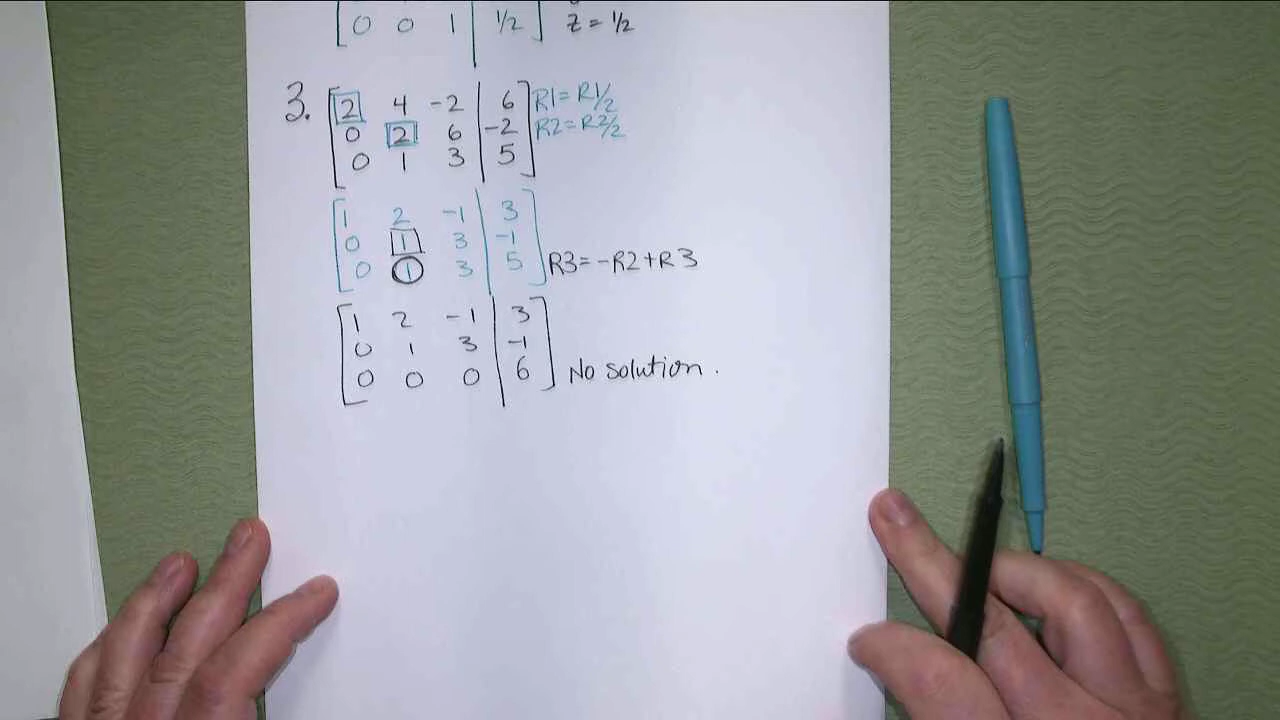 0 0 1 1/2 z = 1/2
3.
2 4 -2 6 R1 = R1/2
0 2 6 -2 R2 = R2/2
0 1 3 5
1 2 -1 3
0 1 3 -1
0 1 3 5 R3 = -R2 + R3
1 2 -1 3
0 1 3 -1
0 0 0 6 No solution.